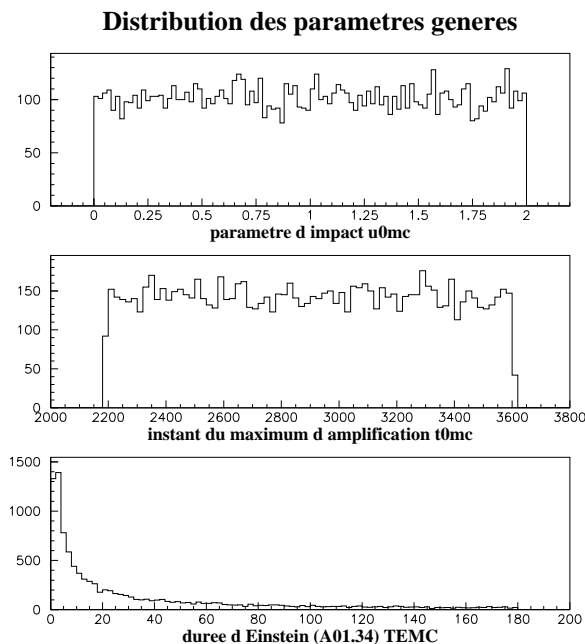 Distribution des parametres generes
100
50
0
0 0.25 0.5 0.75 1 1.25 1.5 1.75 2
parametre d impact u0mc
150
100
50
0
2000 2200 2400 2600 2800 3000 3200 3400 3600 3800
instant du maximum d amplification t0mc
1500
1000
500
0
0 20 40 60 80 100 120 140 160 180 200
duree d Einstein (A01.34) TEMC